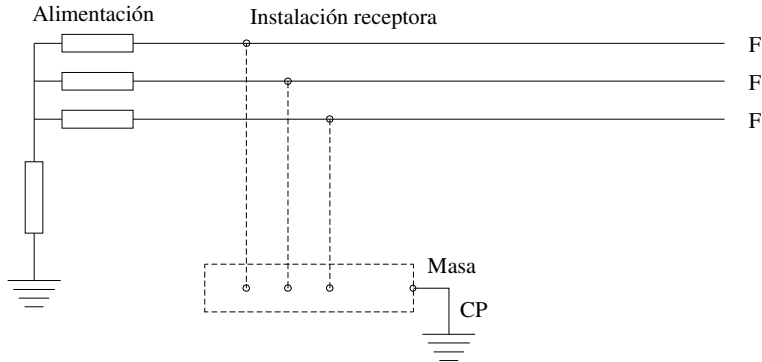 Alimentación
Instalación receptora
F
F
F
Masa
CP